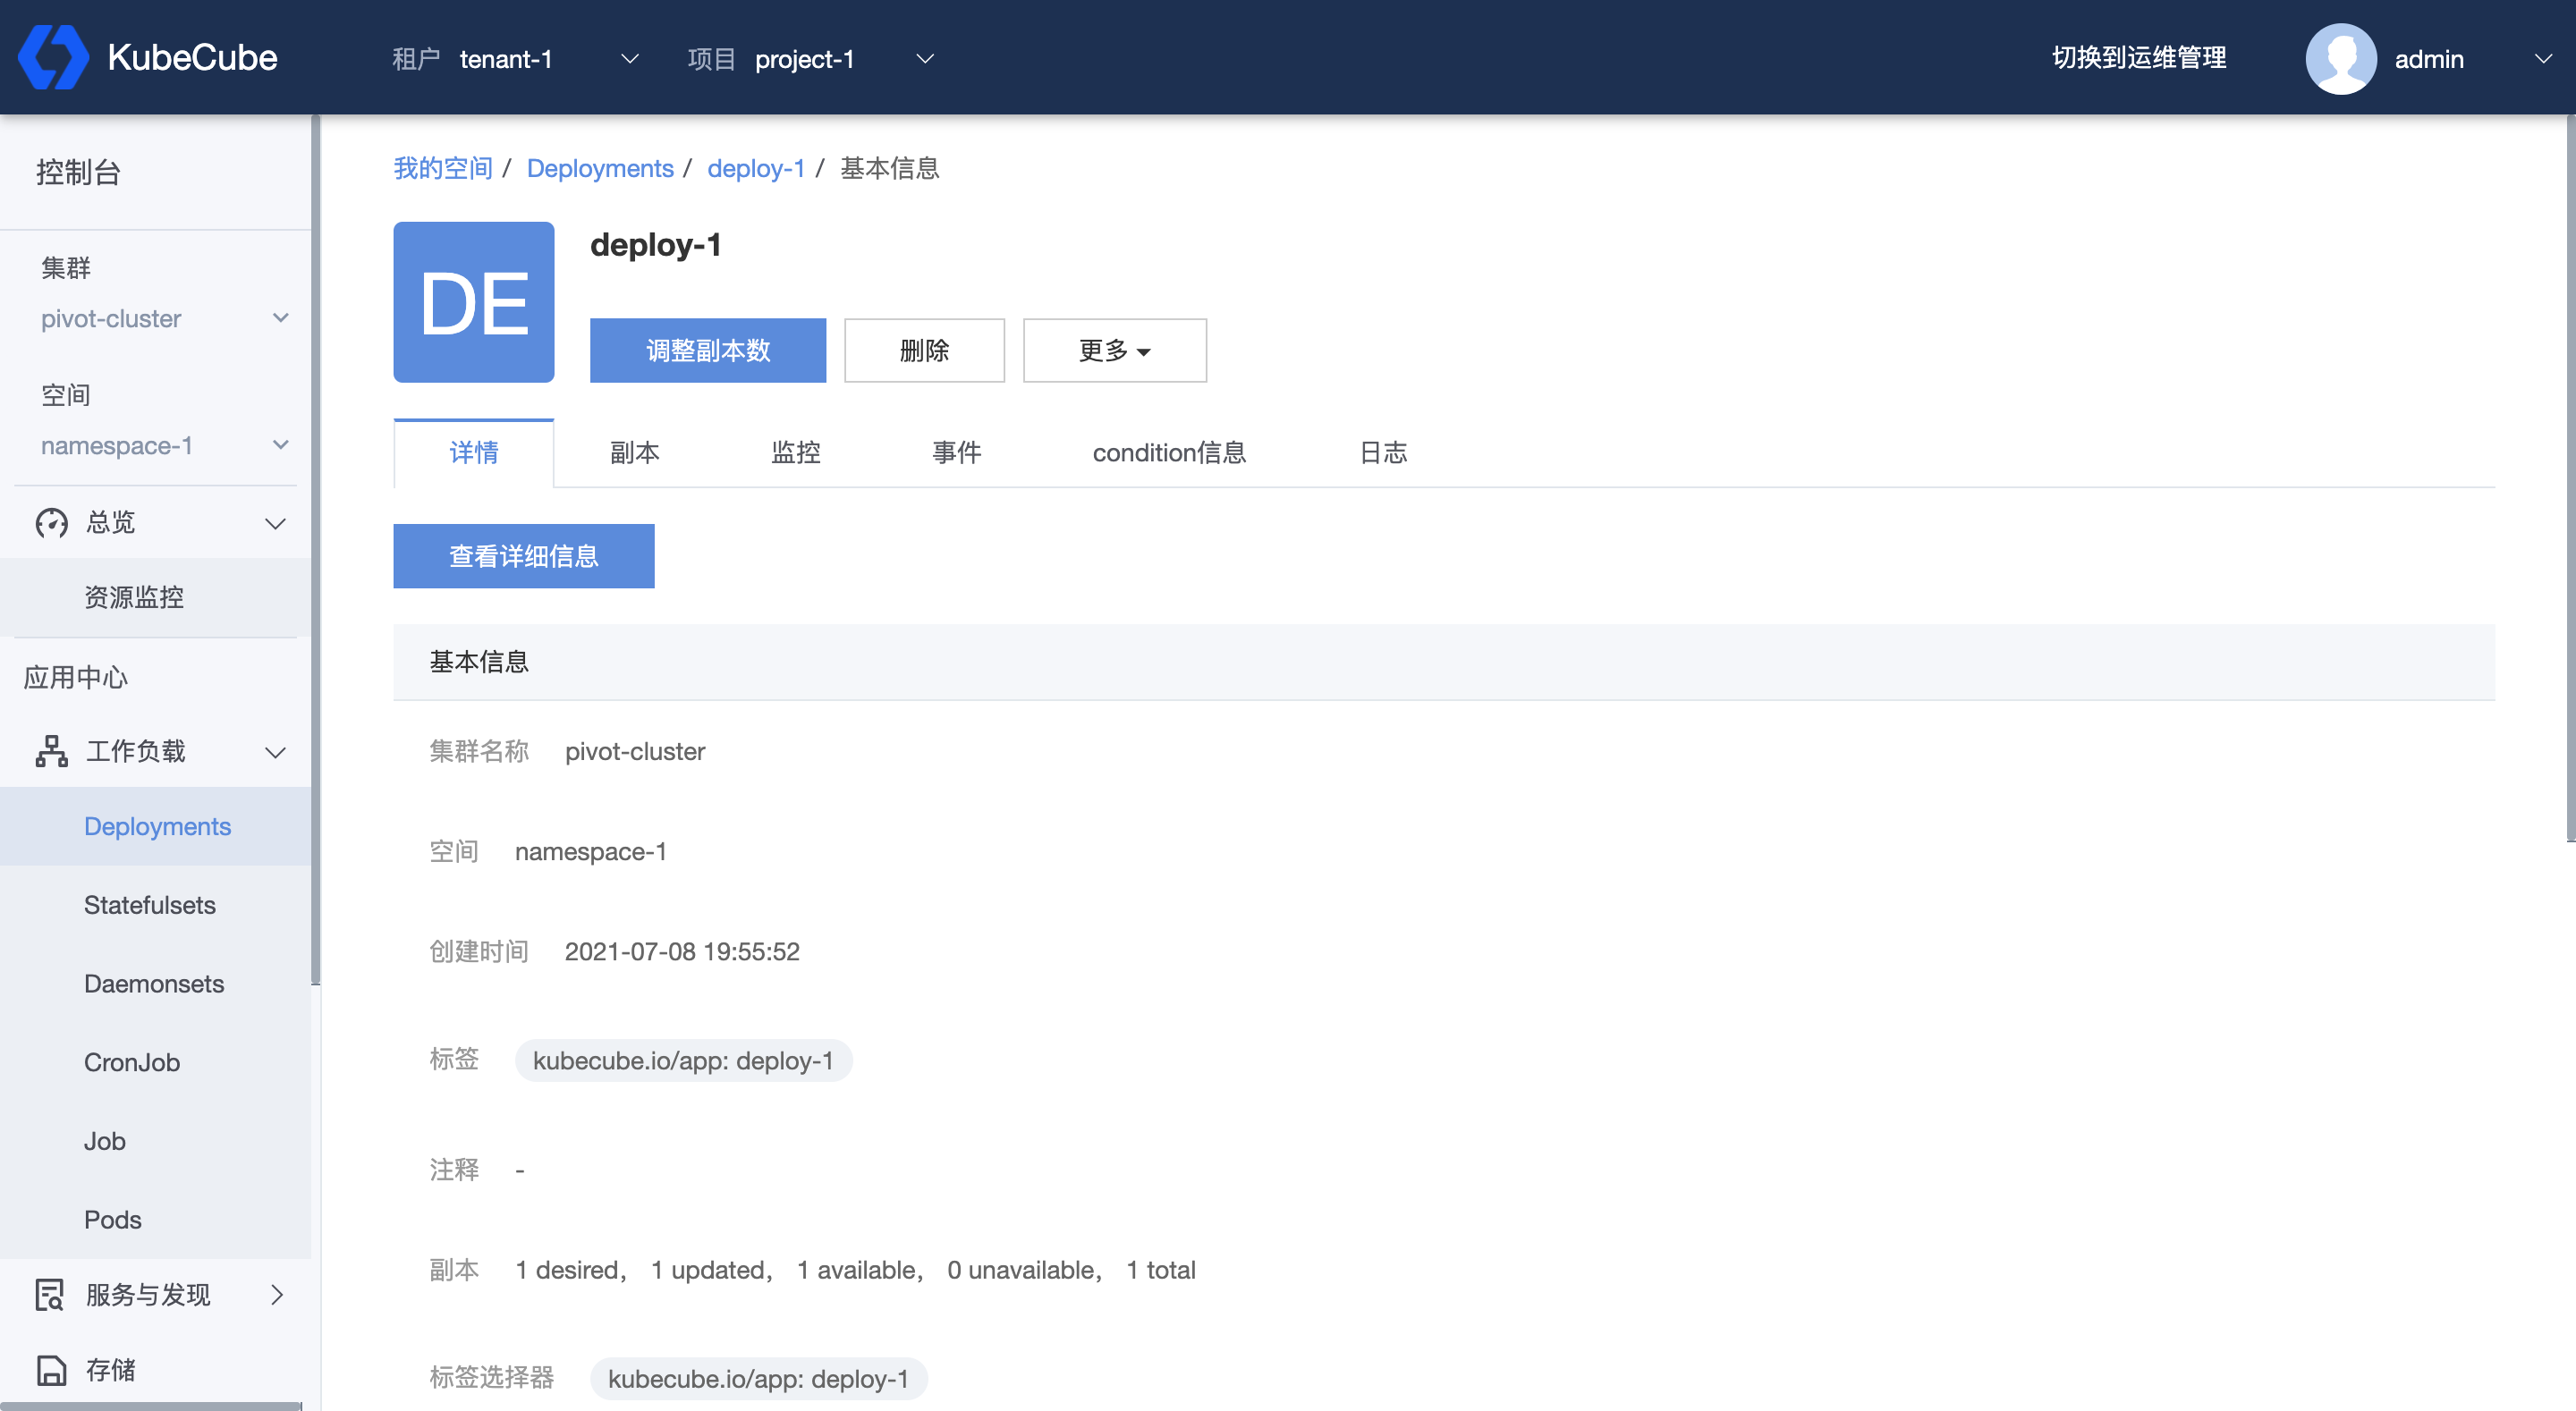 KubeCube 租户 tenant-1 项目 project-1 切换到运维管理 admin
控制台
集群
pivot-cluster
空间
namespace-1
总览
资源监控
应用中心
工作负载
Deployments
Statefulsets
Daemonsets
CronJob
Job
Pods
服务与发现
存储
我的空间 / Deployments / deploy-1 / 基本信息
DE
deploy-1
调整副本数 删除 更多
详情 副本 监控 事件 condition信息 日志
查看详细信息
基本信息
集群名称 pivot-cluster
空间 namespace-1
创建时间 2021-07-08 19:55:52
标签 kubecube.io/app: deploy-1
注释 -
副本 1 desired， 1 updated， 1 available， 0 unavailable， 1 total
标签选择器 kubecube.io/app: deploy-1